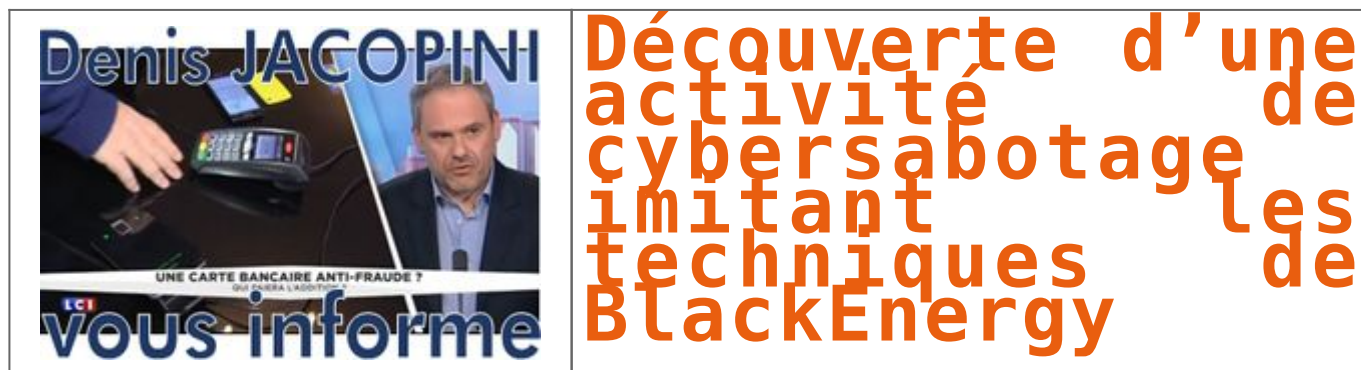 Denis JACOPINI
UNE CARTE BANCAIRE ANTI-FRAUDE ?
QUI PAIERA L'ADDITION ?
LCI
vous informe
Découverte d’une
activité de
cybersabotage
imitant les
techniques de
BlackEnergy